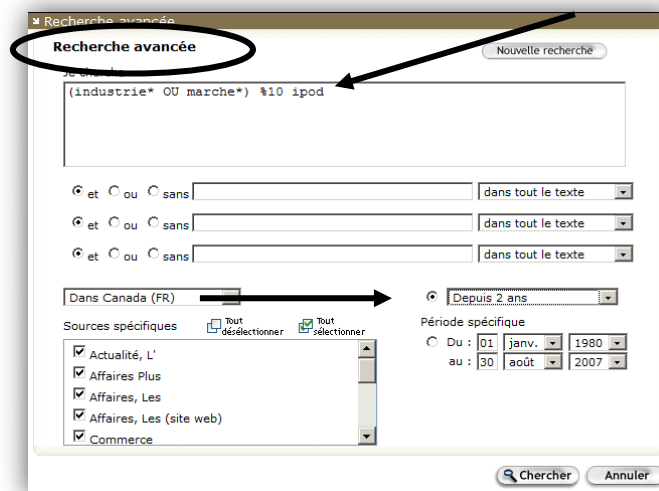 Recherche avancée
Recherche avancée
Nouvelle recherche
Je cherche
(industrie* OU marche*) %10 ipod
et ou sans dans tout le texte
et ou sans dans tout le texte
et ou sans dans tout le texte
Dans Canada (FR) Depuis 2 ans
Sources spécifiques Tout désélectionner Tout sélectionner Période spécifique
Actualité, L' Du : 01 janv. 1980
Affaires Plus au : 30 août 2007
Affaires, Les
Affaires, Les (site web)
Commerce
Chercher Annuler